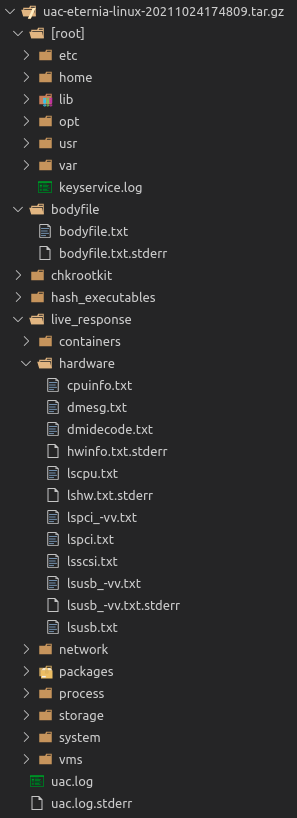 uac-eternia-linux-20211024174809.tar.gz
[root]
etc
home
lib
opt
usr
var
keyservice.log
bodyfile
bodyfile.txt
bodyfile.txt.stderr
chkrootkit
hash_executables
live_response
containers
hardware
cpuinfo.txt
dmesg.txt
dmidecode.txt
hwinfo.txt.stderr
lscpu.txt
lshw.txt.stderr
lspci_-vv.txt
lspci.txt
lsscsi.txt
lsusb_-vv.txt
lsusb_-vv.txt.stderr
lsusb.txt
network
packages
process
storage
system
vms
uac.log
uac.log.stderr